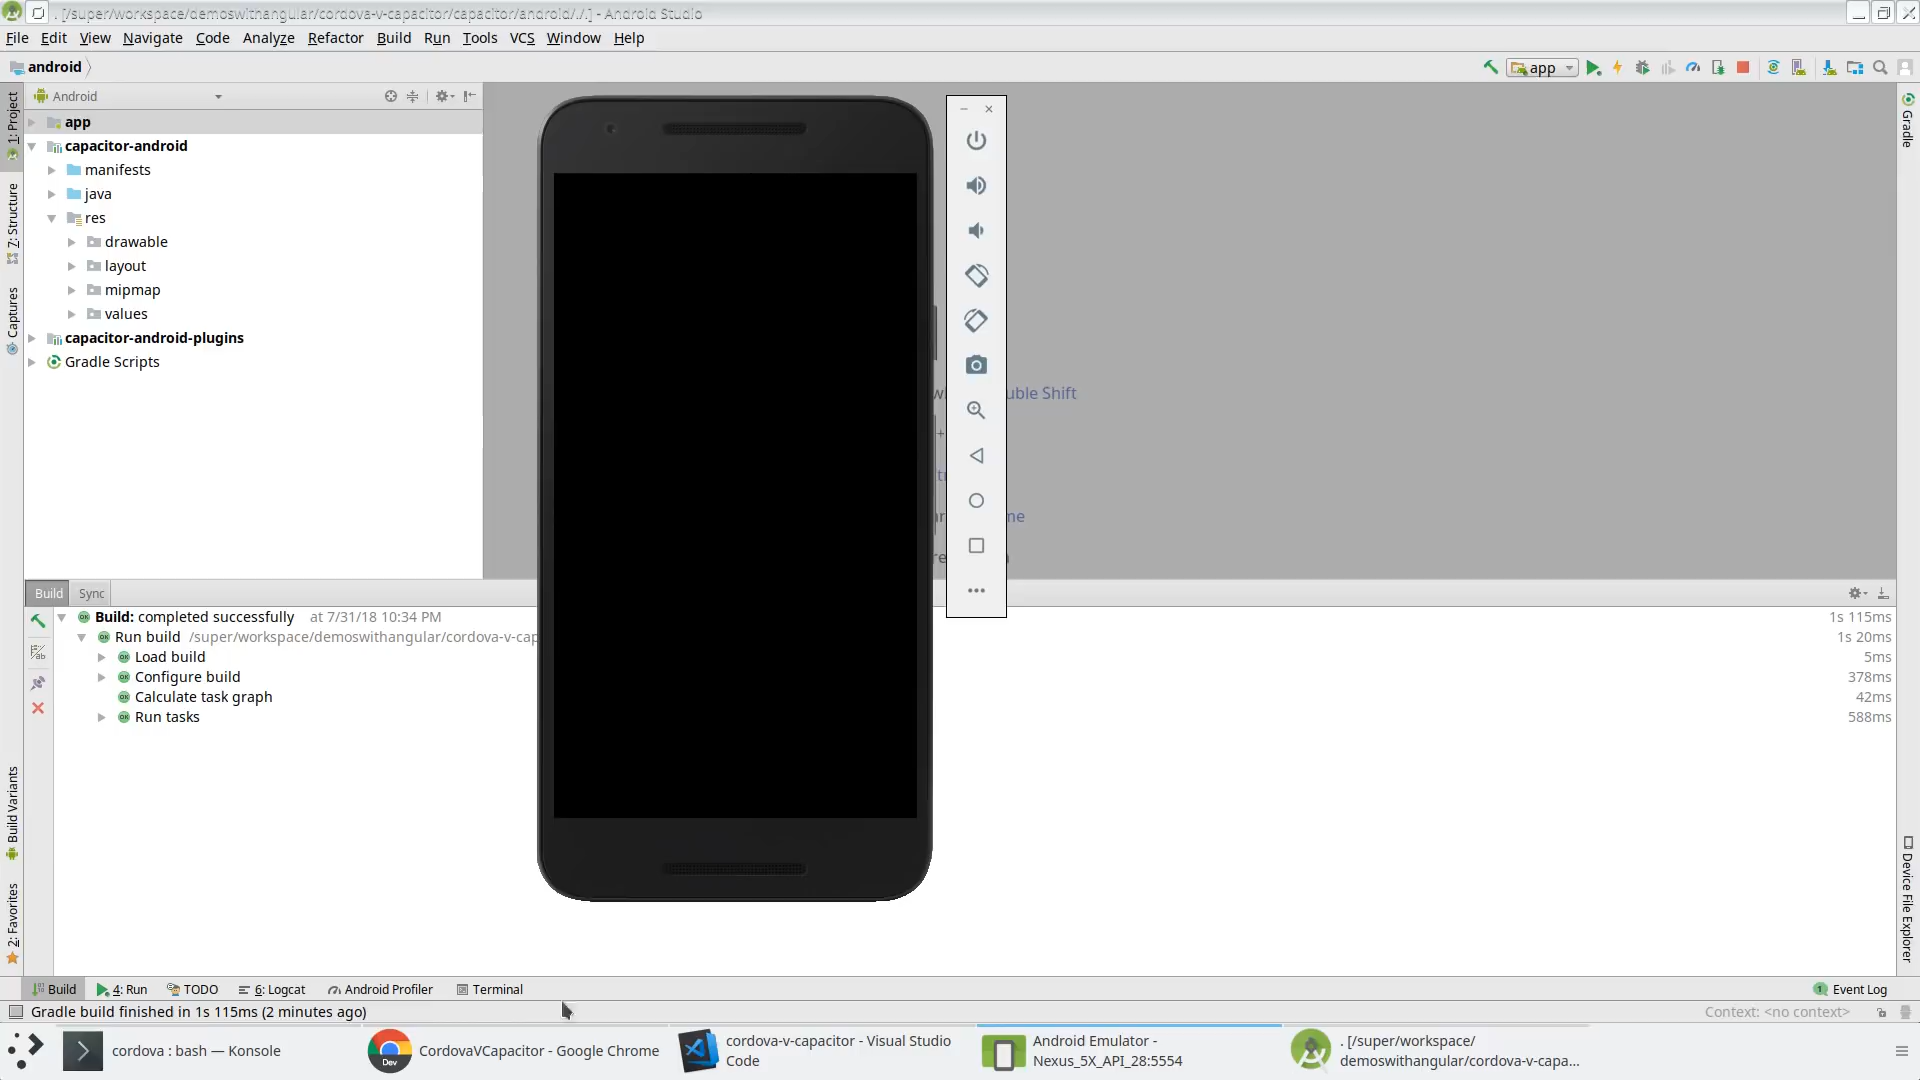 . [/super/workspace/demoswithangular/cordova-v-capacitor/capacitor/android/./.] - Android Studio
File Edit View Navigate Code Analyze Refactor Build Run Tools VCS Window Help
android
app
1: Project
Android
Gradle
app
capacitor-android
manifests
java
7: Structure
res
drawable
layout
Captures
mipmap
values
capacitor-android-plugins
Gradle Scripts
uble Shift
me
Build Sync
Build: completed successfully at 7/31/18 10:34 PM 1s 115ms
Run build /super/workspace/demoswithangular/cordova-v-cap 1s 20ms
Load build 5ms
Configure build 378ms
Calculate task graph 42ms
Run tasks 588ms
Build Variants
2: Favorites
Device File Explorer
Build 4: Run TODO 6: Logcat Android Profiler Terminal 1 Event Log
Gradle build finished in 1s 115ms (2 minutes ago) Context: <no context>
cordova : bash — Konsole
Dev
CordovaVCapacitor - Google Chrome
cordova-v-capacitor - Visual Studio
Code
Android Emulator -
Nexus_5X_API_28:5554
. [/super/workspace/
demoswithangular/cordova-v-capa...